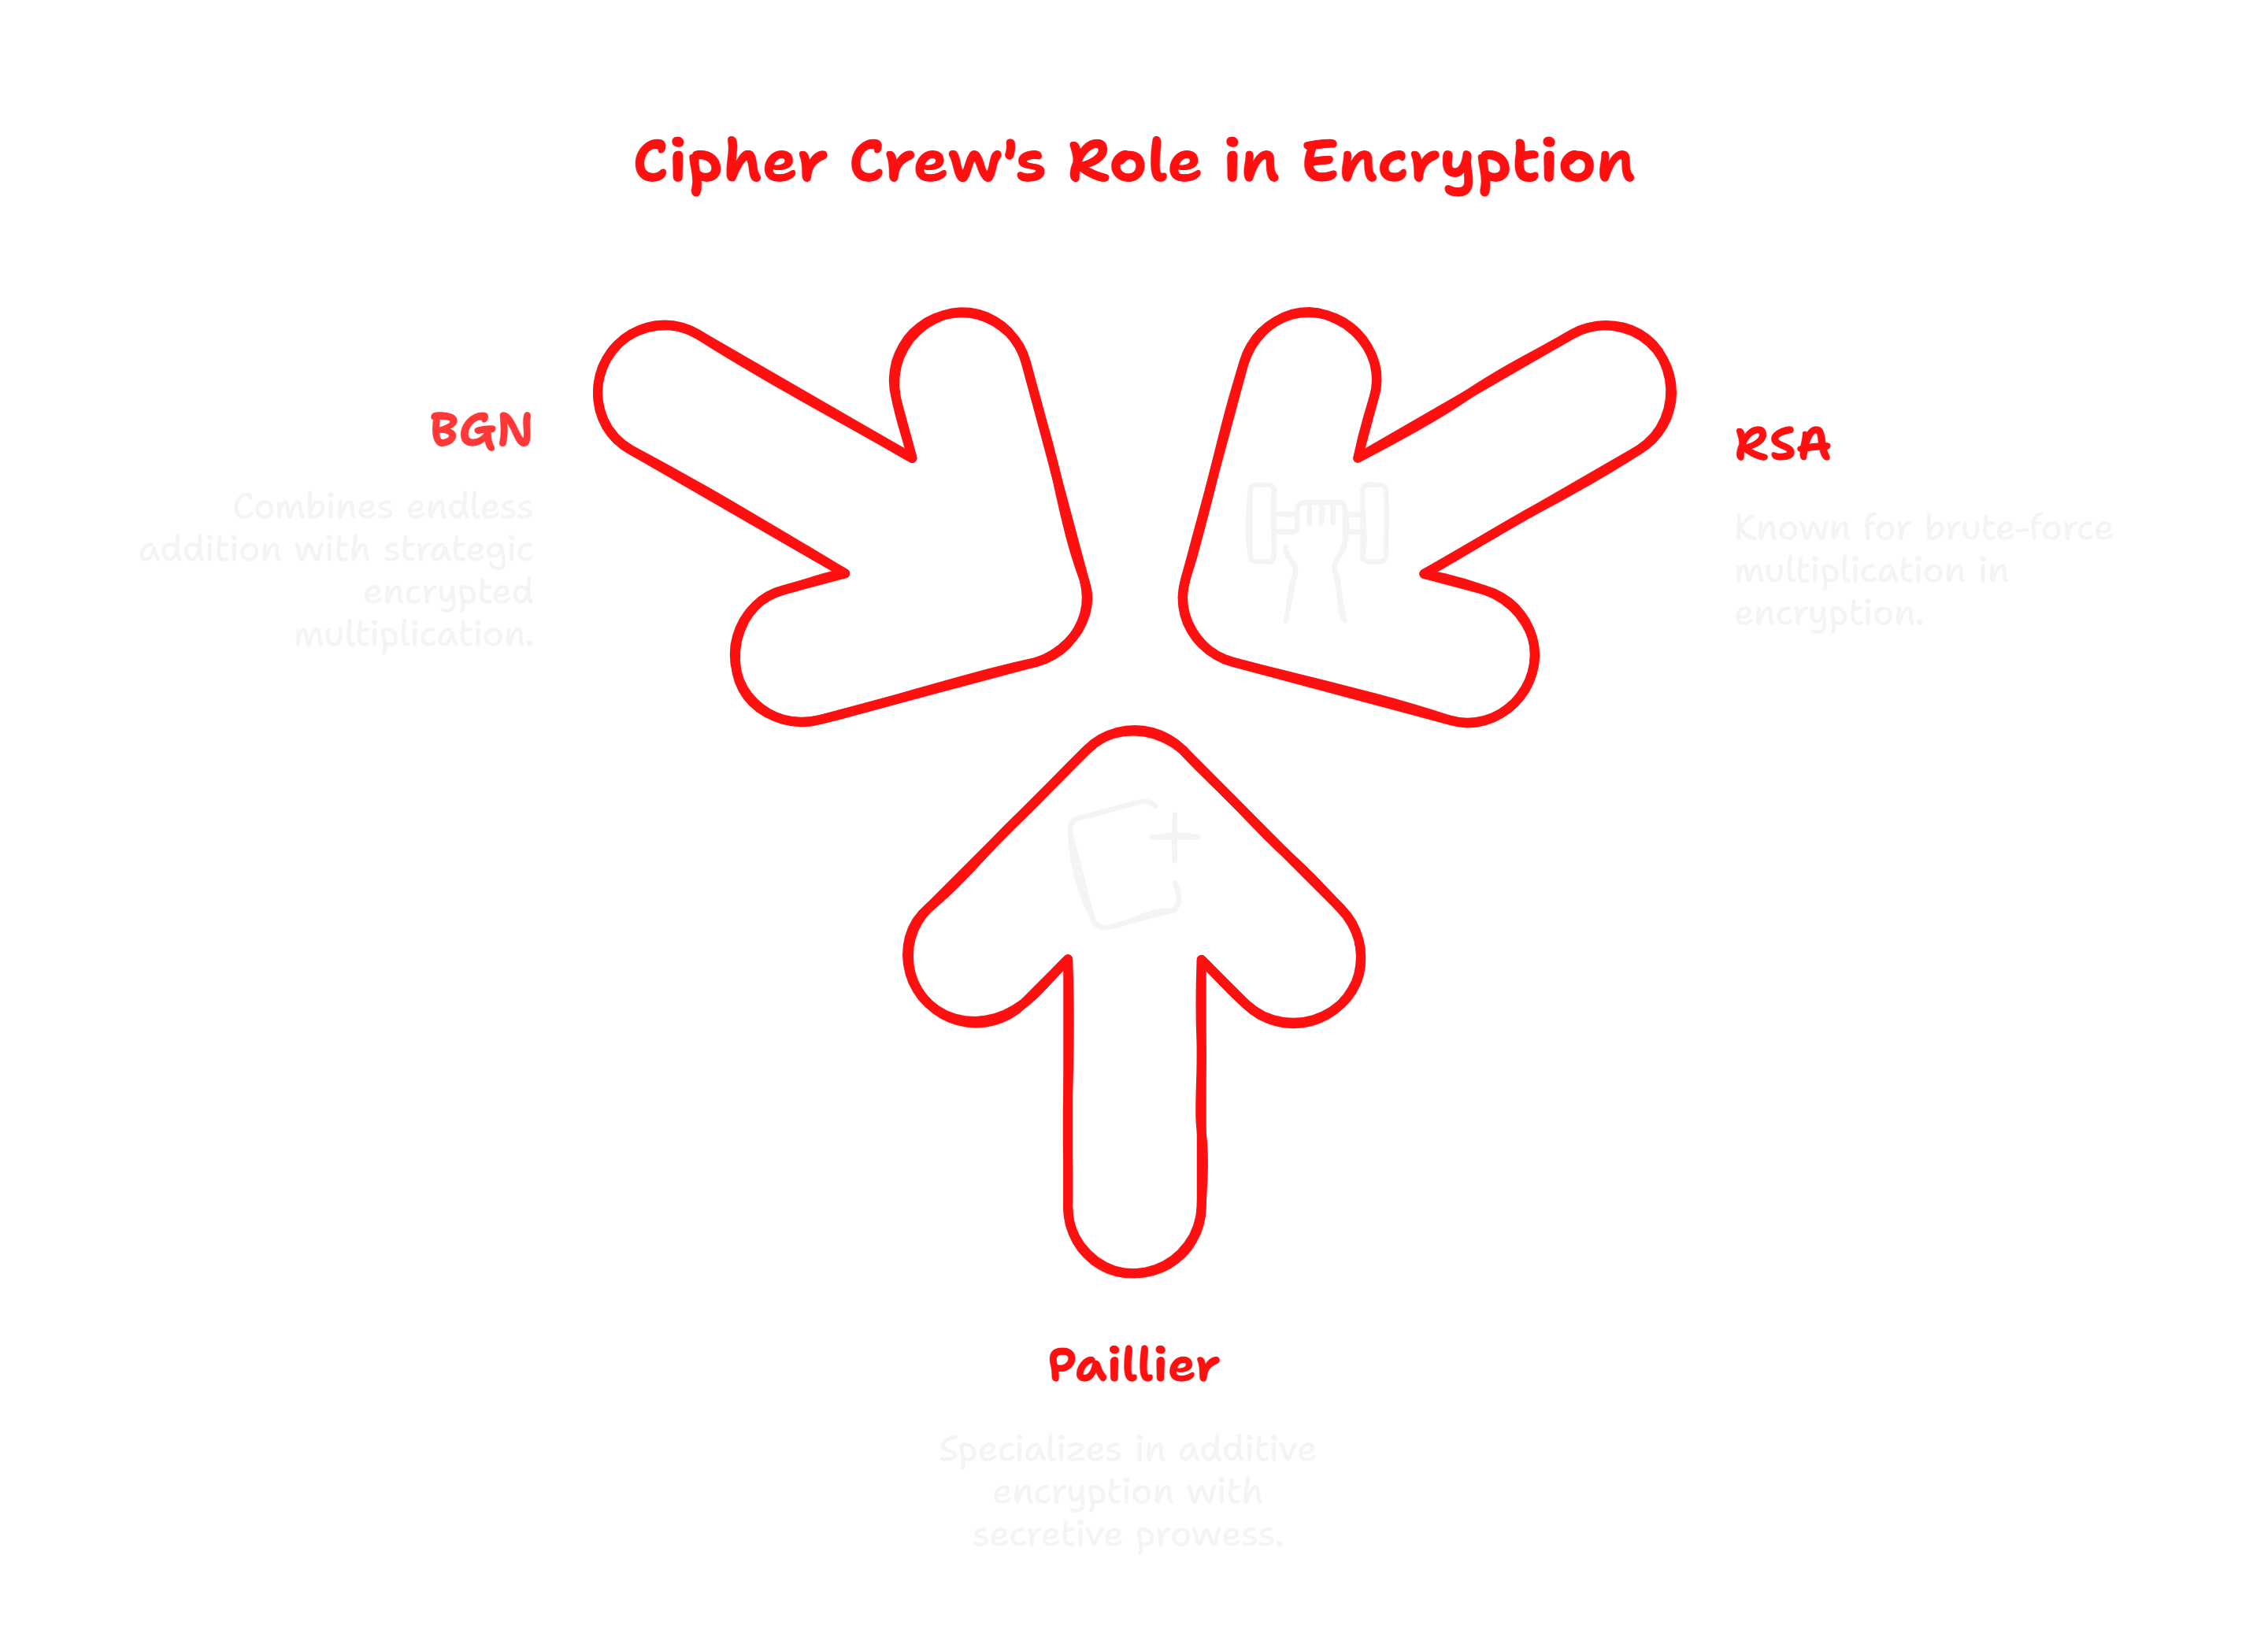 Cipher Crew's Role in Encryption
BGN
Combines endless
addition with strategic
encrypted
multiplication.
RSA
Known for brute-force
multiplication in
encryption.
Paillier
Specializes in additive
encryption with
secretive prowess.